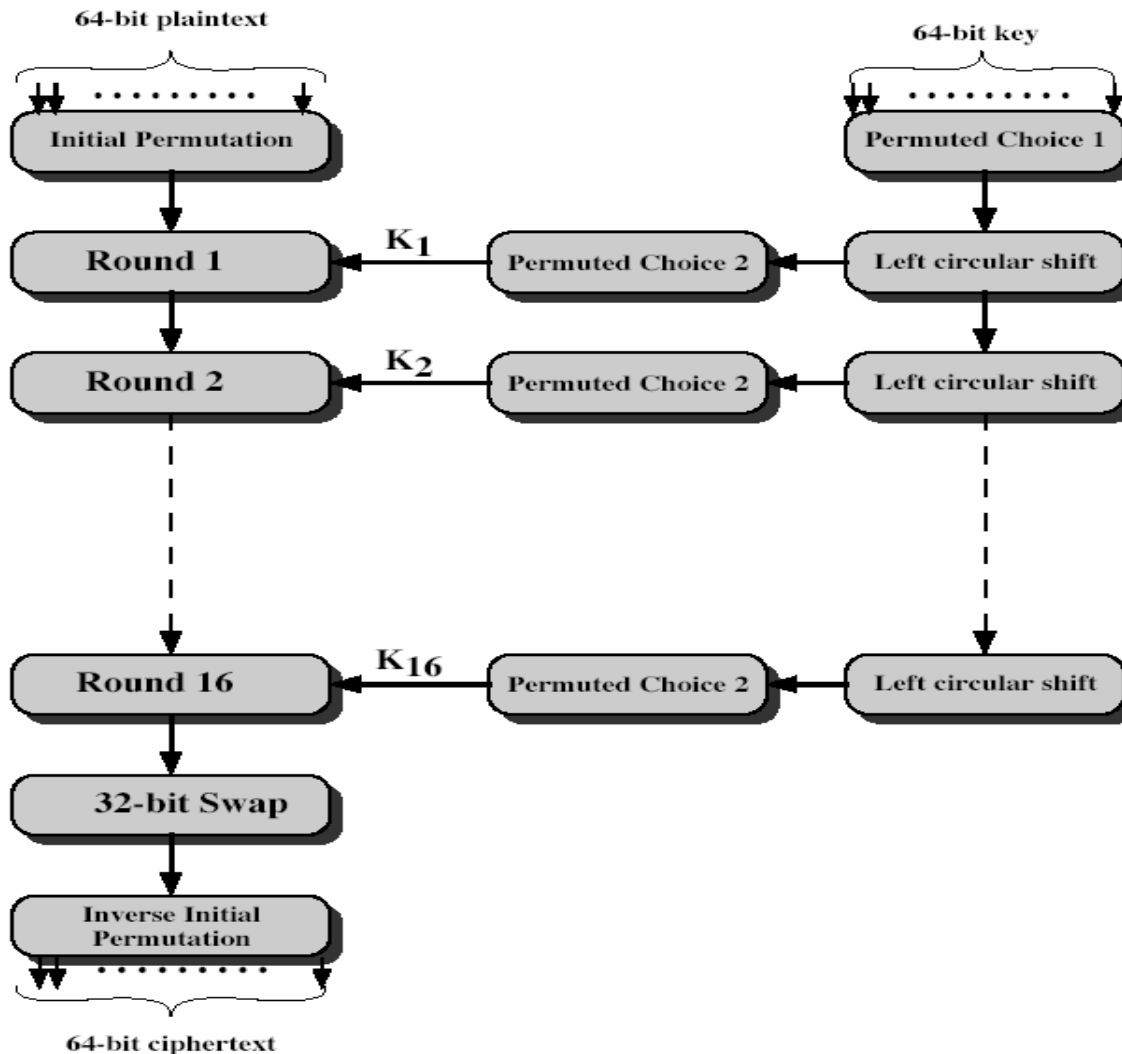 64-bit plaintext
64-bit key
Initial Permutation
Permuted Choice 1
Round 1
K1
Permuted Choice 2
Left circular shift
Round 2
K2
Permuted Choice 2
Left circular shift
Round 16
K16
Permuted Choice 2
Left circular shift
32-bit Swap
Inverse Initial
Permutation
64-bit ciphertext